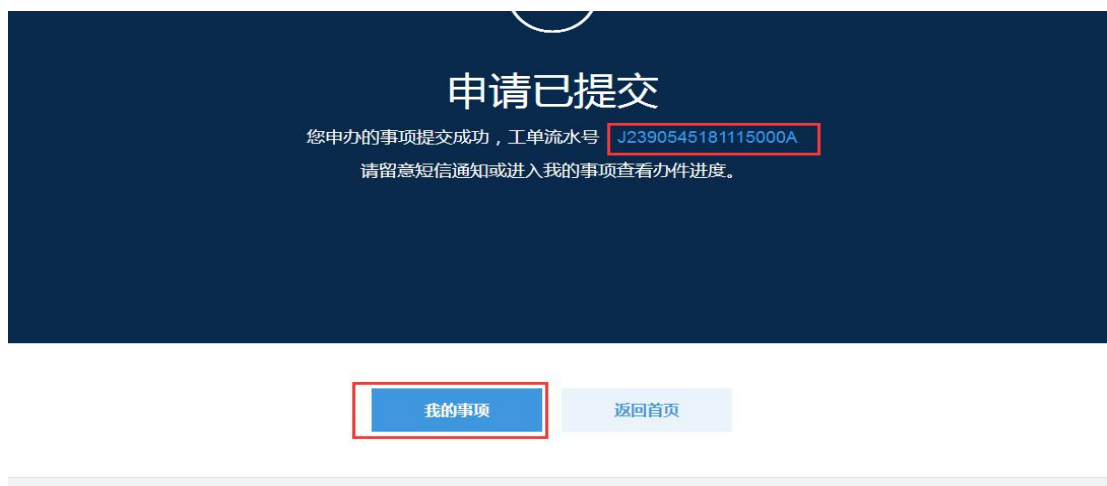 申请已提交
您申办的事项提交成功，工单流水号：J2390545181115000A
请留意短信通知或进入我的事项查看办件进度。
我的事项
返回首页